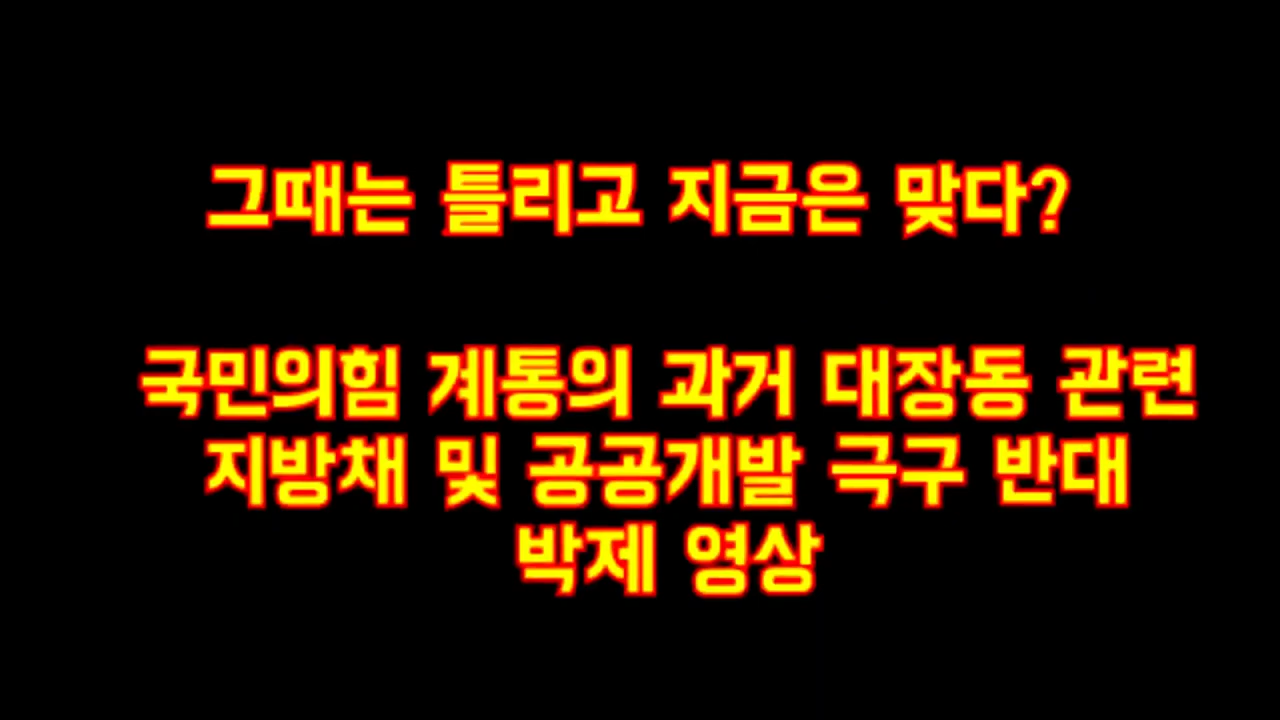 그때는 틀리고 지금은 맞다?
국민의힘 계통의 과거 대장동 관련
지방채 및 공공개발 극구 반대
박제 영상